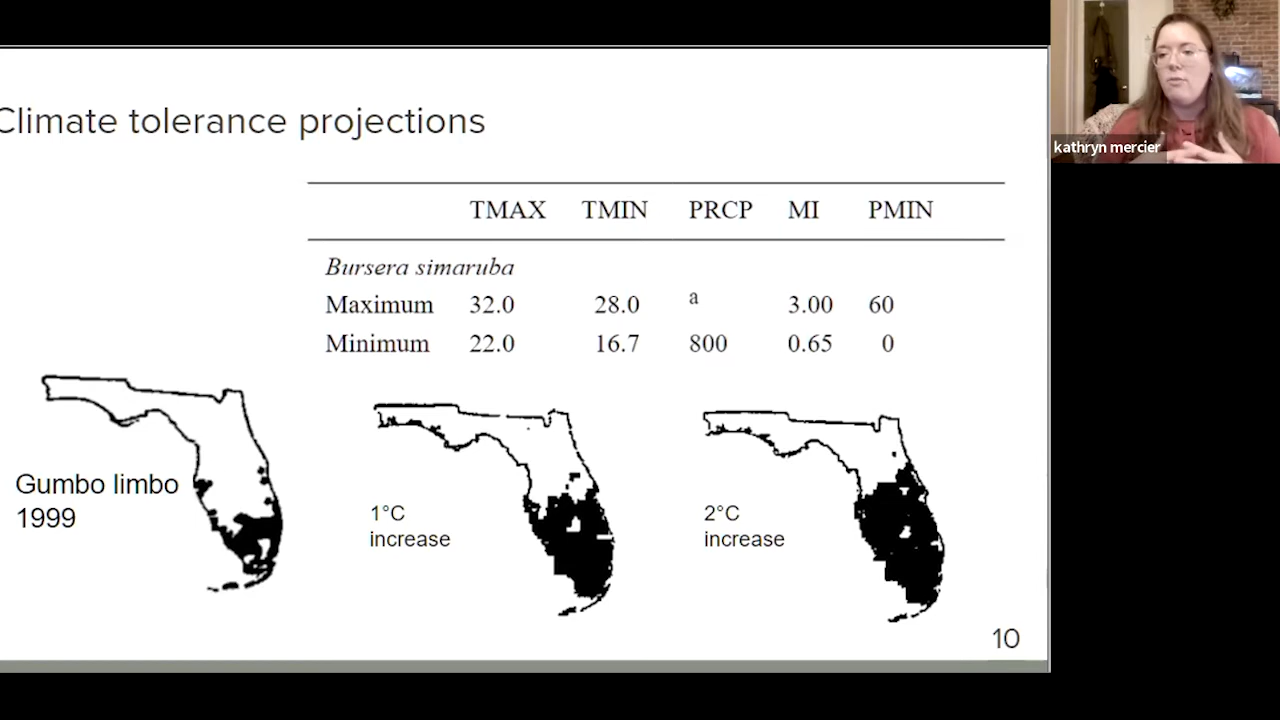 Climate tolerance projections
TMAX TMIN PRCP MI PMIN
Bursera simaruba
Maximum 32.0 28.0 a 3.00 60
Minimum 22.0 16.7 800 0.65 0
Gumbo limbo
1999
1°C
increase
2°C
increase
10
kathryn mercier